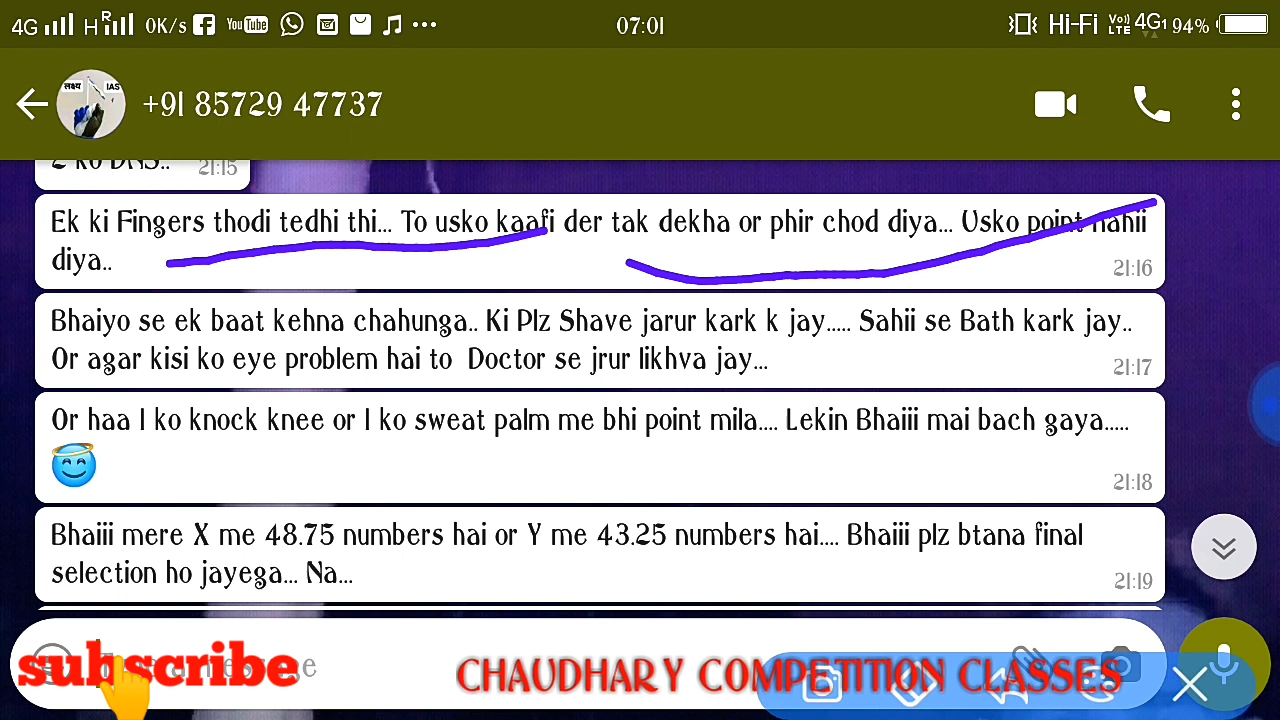 4G H R 0K/s f You Tube ••• 07:01 Hi-Fi Vo)) LTE 4G1 94%
लक्ष्य IAS
+91 85729 47737
21:15
Ek ki Fingers thodi tedhi thi... To usko kaafi der tak dekha or phir chod diya... Usko point nahii
diya.. 21:16
Bhaiyo se ek baat kehna chahunga.. Ki Plz Shave jarur kark k jay..... Sahii se Bath kark jay..
Or agar kisi ko eye problem hai to Doctor se jrur likhva jay... 21:17
Or haa 1 ko knock knee or 1 ko sweat palm me bhi point mila.... Lekin Bhaiii mai bach gaya.....
21:18
Bhaiii mere X me 48.75 numbers hai or Y me 43.25 numbers hai.... Bhaiii plz btana final
selection ho jayega... Na... 21:19
subscribe
CHAUDHARY COMPETITION CLASSES